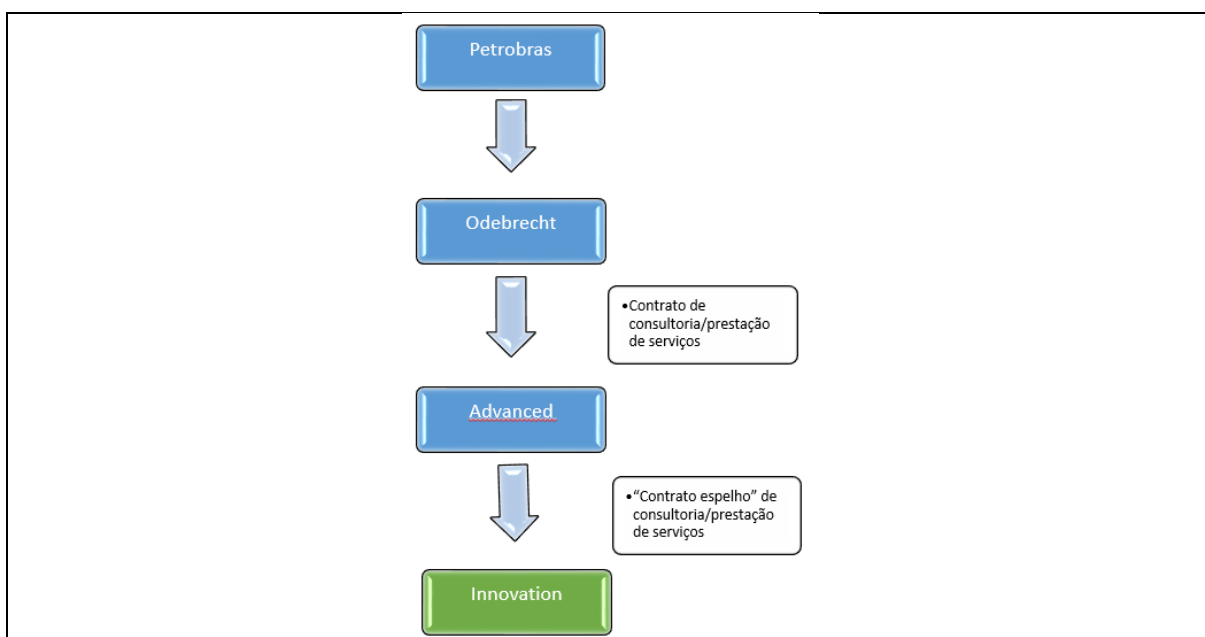 Petrobras
Odebrecht
•Contrato de
consultoria/prestação
de serviços
Advanced
•“Contrato espelho” de
consultoria/prestação
de serviços
Innovation